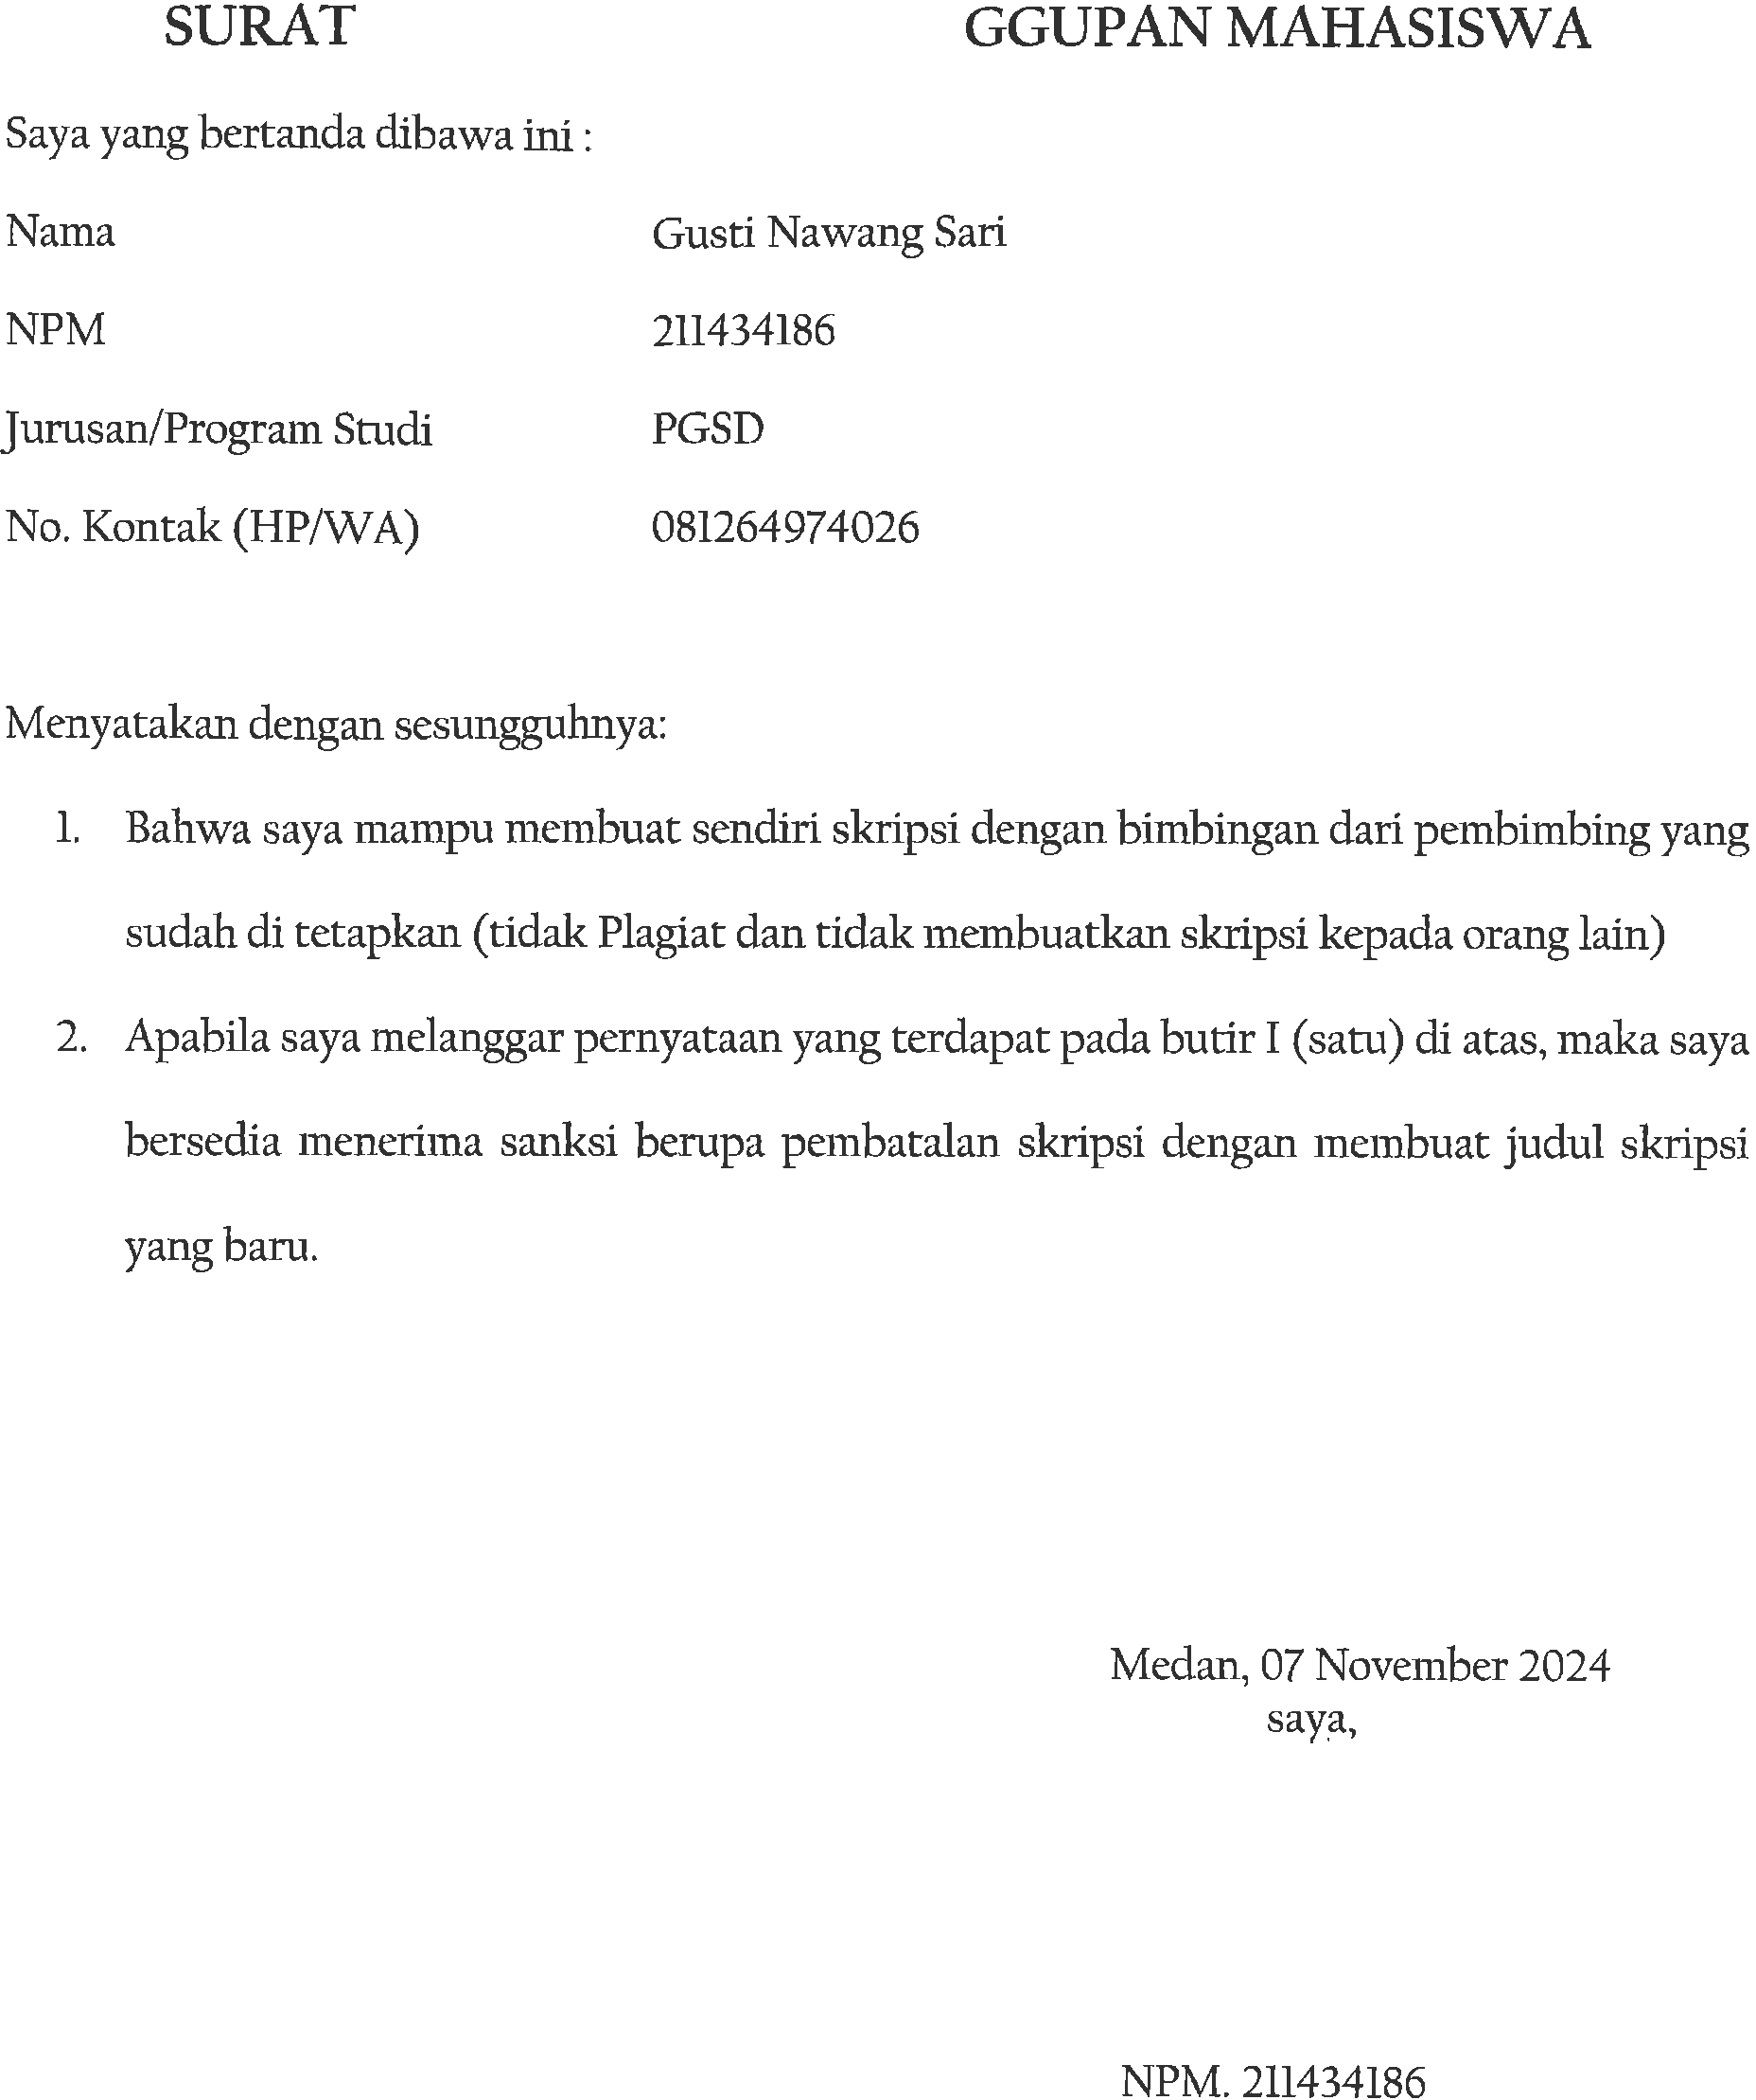 SURAT GGUPAN MAHASISWA
Saya yang bertanda dibawa ini :
Nama Gusti Nawang Sari
NPM 211434186
Jurusan/Program Studi PGSD
No. Kontak (HP/WA) 081264974026
Menyatakan dengan sesungguhnya:
1. Bahwa saya mampu membuat sendiri skripsi dengan bimbingan dari pembimbing yang
sudah di tetapkan (tidak Plagiat dan tidak membuatkan skripsi kepada orang lain)
2. Apabila saya melanggar pernyataan yang terdapat pada butir I (satu) di atas, maka saya
bersedia menerima sanksi berupa pembatalan skripsi dengan membuat judul skripsi
yang baru.
Medan, 07 November 2024
saya,
NPM. 211434186